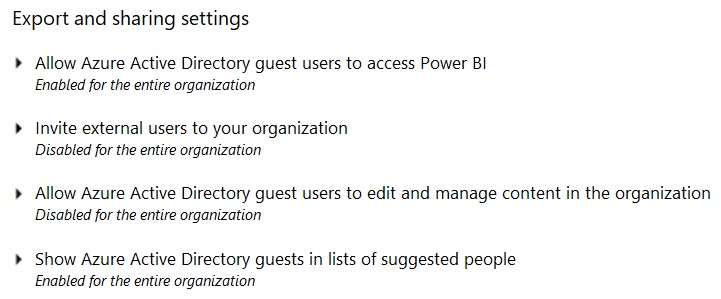 Export and sharing settings
Allow Azure Active Directory guest users to access Power BI
Enabled for the entire organization
Invite external users to your organization
Disabled for the entire organization
Allow Azure Active Directory guest users to edit and manage content in the organization
Disabled for the entire organization
Show Azure Active Directory guests in lists of suggested people
Enabled for the entire organization